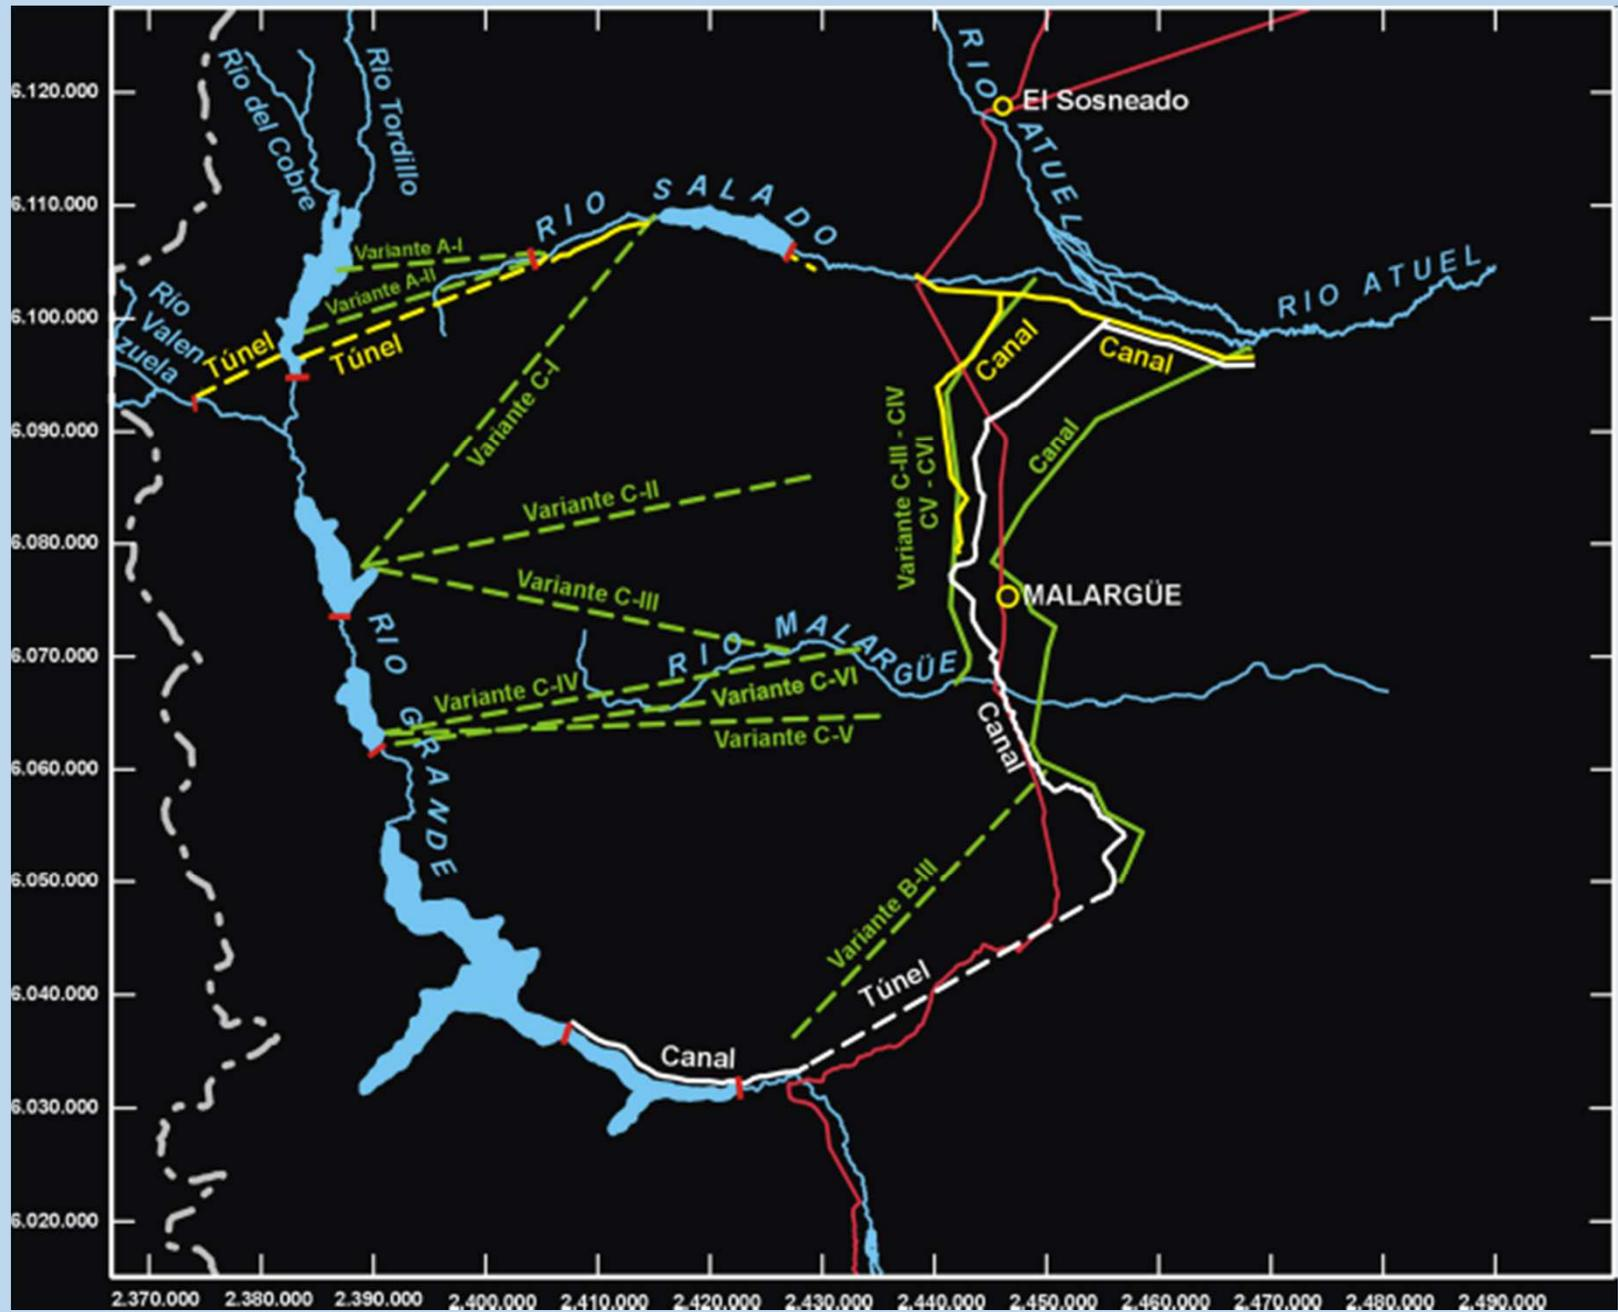 6.120.000
6.110.000
6.100.000
6.090.000
6.080.000
6.070.000
6.060.000
6.050.000
6.040.000
6.030.000
6.020.000
Río del Cobre
Río Tordillo
RIO ATUEL
El Sosneado
RIO SALADO
Variante A-I
Variante A-II
Río
Valen
zuela
Túnel
Túnel
RIO ATUEL
Canal
Canal
Canal
Variante C-I
Variante C-II
Variante C-III
Variante C-III - CIV
CV - CVI
MALARGÜE
RIO MALARGÜE
Variante C-IV
Variante C-VI
Variante C-V
RIO GRANDE
Canal
Variante B-III
Túnel
Canal
2.370.000
2.380.000
2.390.000
2.400.000
2.410.000
2.420.000
2.430.000
2.440.000
2.450.000
2.460.000
2.470.000
2.480.000
2.490.000